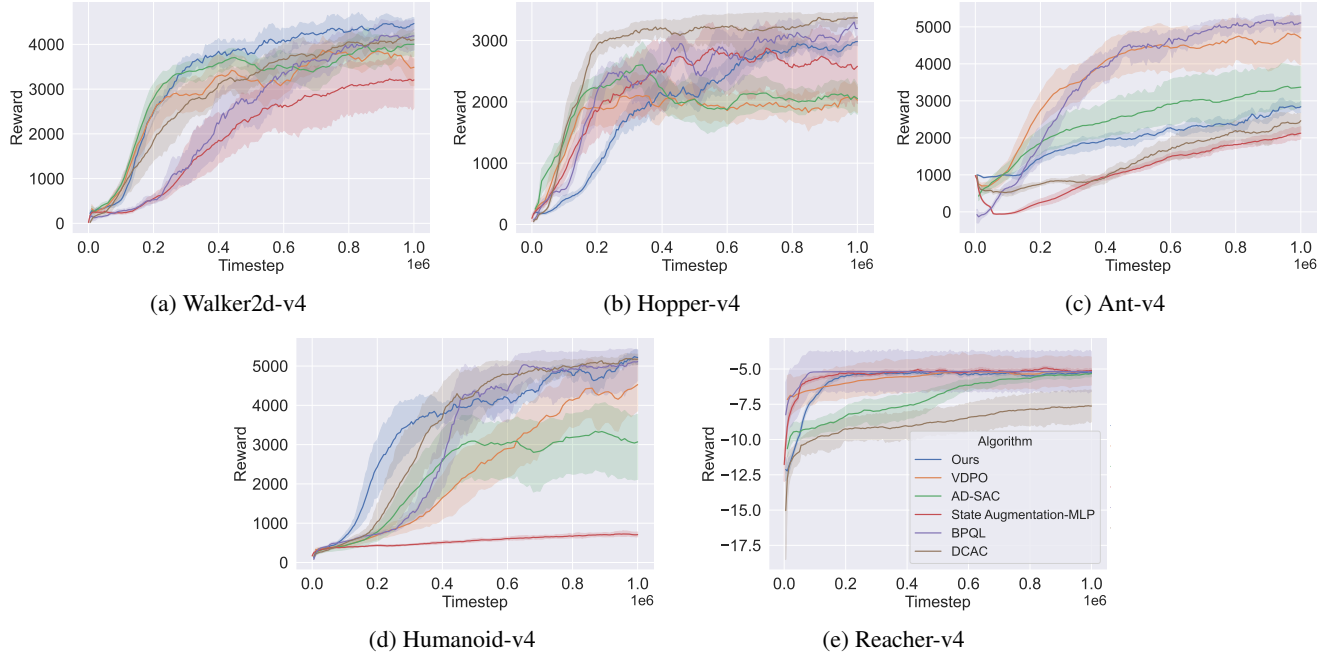 4000
3000
2000
1000
0
Reward
0.0 0.2 0.4 0.6 0.8 1.0
Timestep
1e6
(a) Walker2d-v4
3000
2000
1000
0
Reward
0.0 0.2 0.4 0.6 0.8 1.0
Timestep
1e6
(b) Hopper-v4
5000
4000
3000
2000
1000
0
Reward
0.0 0.2 0.4 0.6 0.8 1.0
Timestep
1e6
(c) Ant-v4
5000
4000
3000
2000
1000
0
Reward
0.0 0.2 0.4 0.6 0.8 1.0
Timestep
1e6
(d) Humanoid-v4
−5.0
−7.5
−10.0
−12.5
−15.0
−17.5
Reward
Algorithm
Ours
VDPO
AD-SAC
State Augmentation-MLP
BPQL
DCAC
0.0 0.2 0.4 0.6 0.8 1.0
Timestep
1e6
(e) Reacher-v4